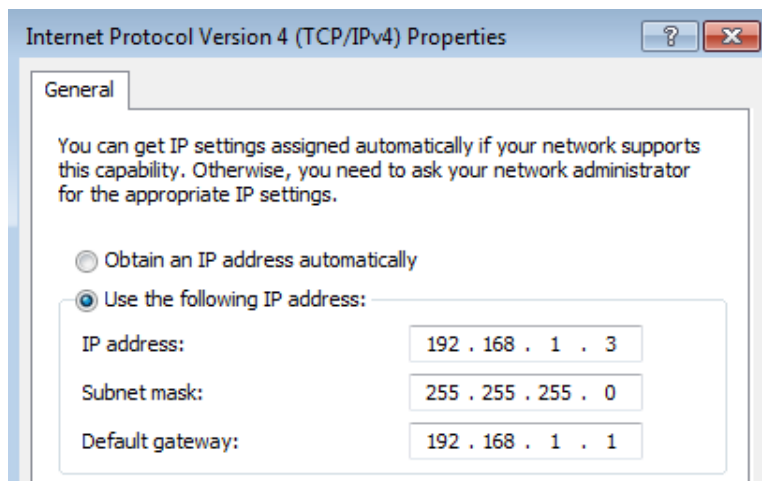 Internet Protocol Version 4 (TCP/IPv4) Properties
General
You can get IP settings assigned automatically if your network supports
this capability. Otherwise, you need to ask your network administrator
for the appropriate IP settings.
Obtain an IP address automatically
Use the following IP address:
IP address: 192 . 168 . 1 . 3
Subnet mask: 255 . 255 . 255 . 0
Default gateway: 192 . 168 . 1 . 1